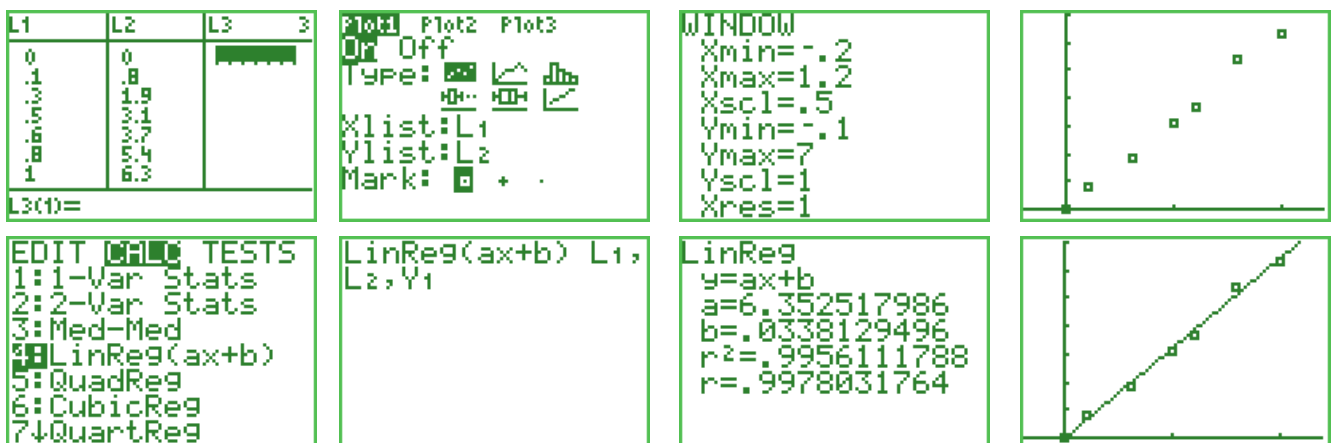 L1 L2 L3 3
0 0
.1 .8
.3 1.9
.5 3.1
.6 3.7
.8 5.4
1 6.3
L3(1)=
Plot1 Plot2 Plot3
On Off
Type:
Xlist:L1
Ylist:L2
Mark: + ·
WINDOW
Xmin=-.2
Xmax=1.2
Xscl=.5
Ymin=-.1
Ymax=7
Yscl=1
Xres=1
EDIT CALC TESTS
1:1-Var Stats
2:2-Var Stats
3:Med-Med
4:LinReg(ax+b)
5:QuadReg
6:CubicReg
7↓QuartReg
LinReg(ax+b) L1,
L2,Y1
LinReg
y=ax+b
a=6.352517986
b=.0338129496
r²=.9956111788
r=.9978031764